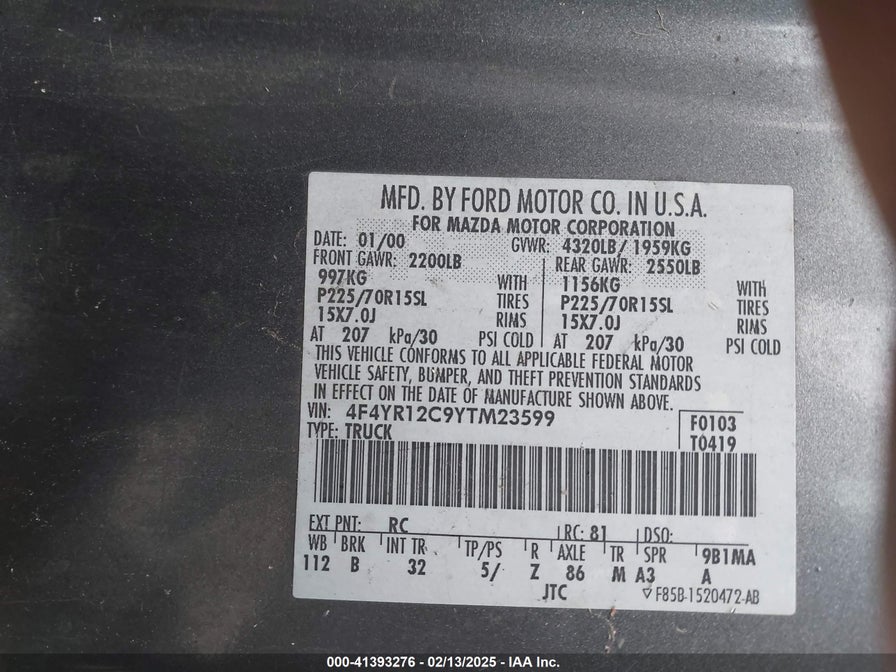 MFD. BY FORD MOTOR CO. IN U.S.A.
FOR MAZDA MOTOR CORPORATION
DATE: 01/00 GVWR: 4320LB/ 1959KG
FRONT GAWR: 2200LB REAR GAWR: 2550LB
997KG WITH 1156KG WITH
P225/70R15SL TIRES P225/70R15SL TIRES
15X7.0J RIMS 15X7.0J RIMS
AT 207 kPa/30 PSI COLD AT 207 kPa/30 PSI COLD
THIS VEHICLE CONFORMS TO ALL APPLICABLE FEDERAL MOTOR
VEHICLE SAFETY, BUMPER, AND THEFT PREVENTION STANDARDS
IN EFFECT ON THE DATE OF MANUFACTURE SHOWN ABOVE.
VIN: 4F4YR12C9YTM23599 F0103
TYPE: TRUCK T0419
EXT PNT: RC RC: 81 DSO:
WB BRK INT TR TP/PS R AXLE TR SPR 9B1MA
112 B 32 5/ Z 86 M A3 A
JTC ▽ F85B-1520472-AB
000-41393276 - 02/13/2025 - IAA Inc.